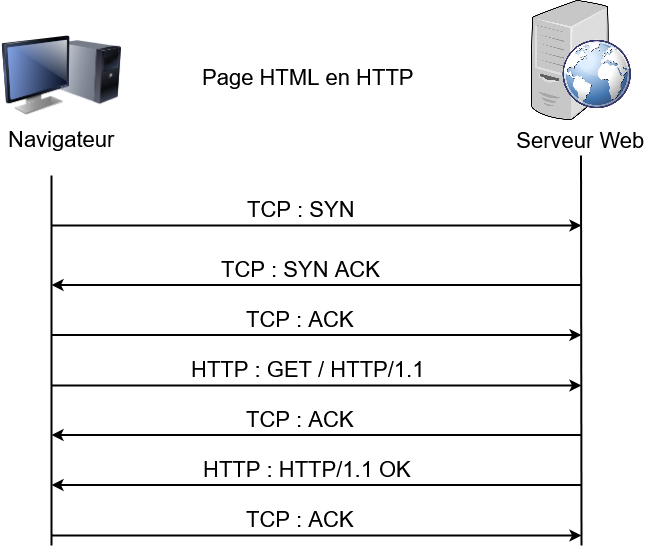 Page HTML en HTTP
Navigateur
Serveur Web
TCP : SYN
TCP : SYN ACK
TCP : ACK
HTTP : GET / HTTP/1.1
TCP : ACK
HTTP : HTTP/1.1 OK
TCP : ACK